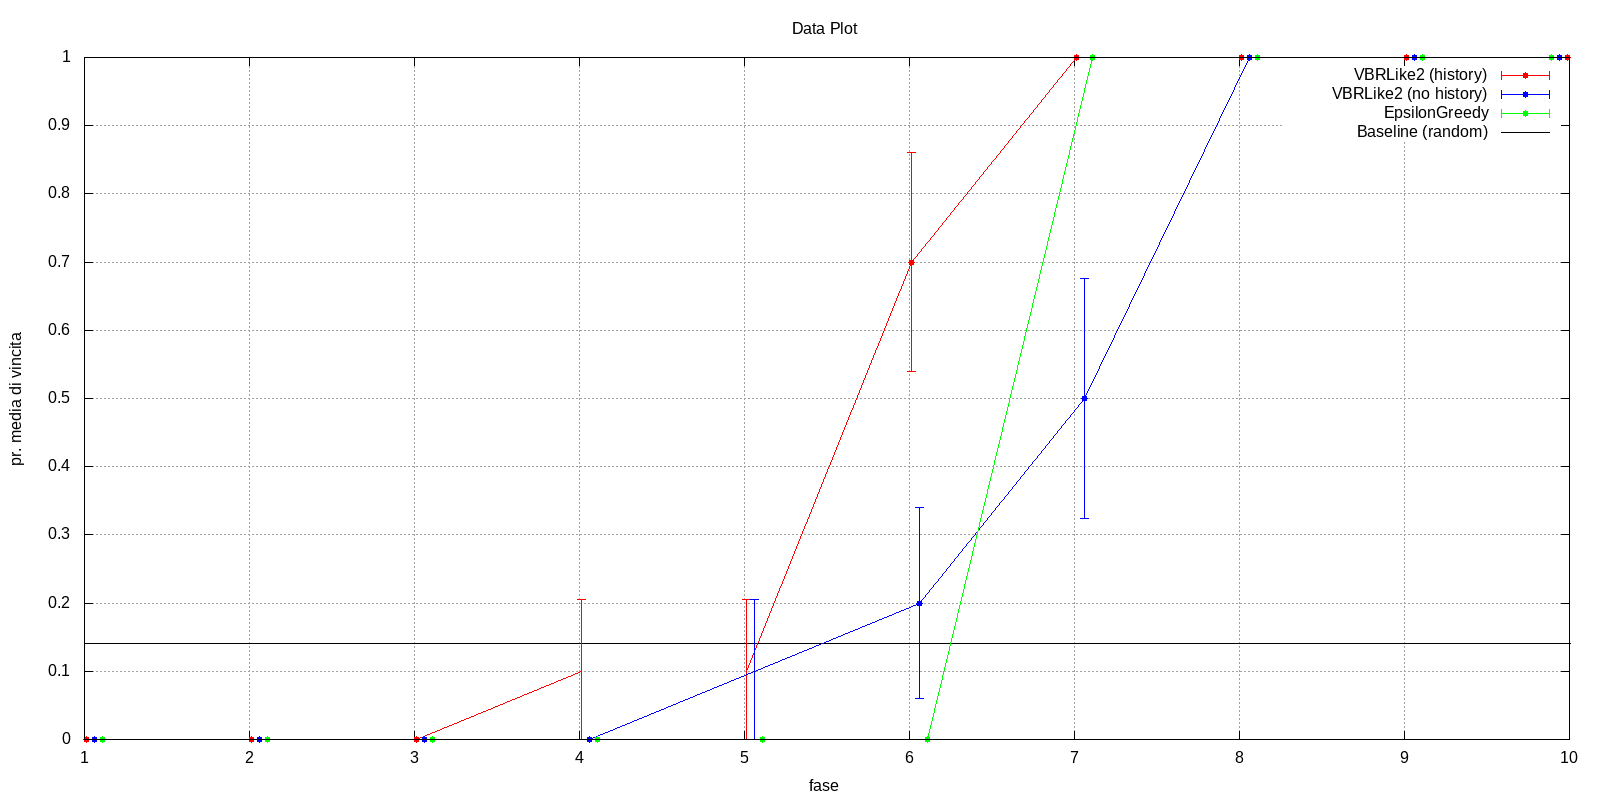 Data Plot
1
0.9
0.8
0.7
0.6
0.5
0.4
0.3
0.2
0.1
0
pr. media di vincita
VBRLike2 (history)
VBRLike2 (no history)
EpsilonGreedy
Baseline (random)
1 2 3 4 5 6 7 8 9 10
fase